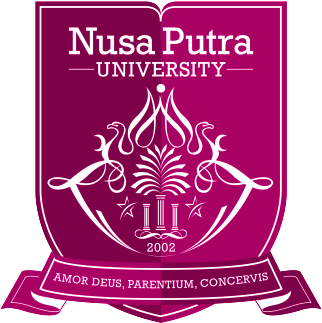 Nusa Putra
UNIVERSITY
2002
AMOR DEUS, PARENTIUM, CONCERVIS